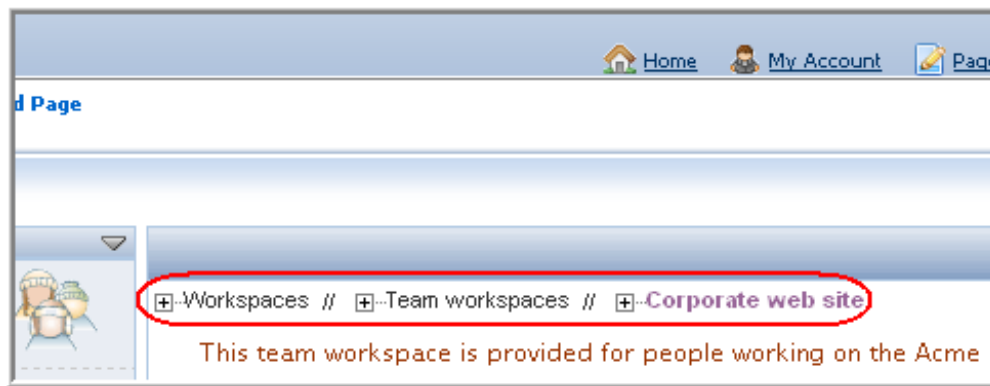 Home My Account Page
d Page
Workspaces // Team workspaces // Corporate web site
This team workspace is provided for people working on the Acme